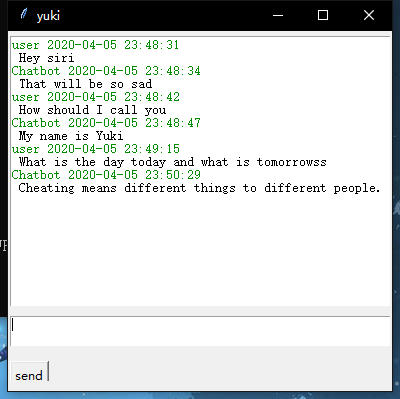 yuki
user 2020-04-05 23:48:31
Hey siri
Chatbot 2020-04-05 23:48:34
That will be so sad
user 2020-04-05 23:48:42
How should I call you
Chatbot 2020-04-05 23:48:47
My name is Yuki
user 2020-04-05 23:49:15
What is the day today and what is tomorrowss
Chatbot 2020-04-05 23:50:29
Cheating means different things to different people.
send